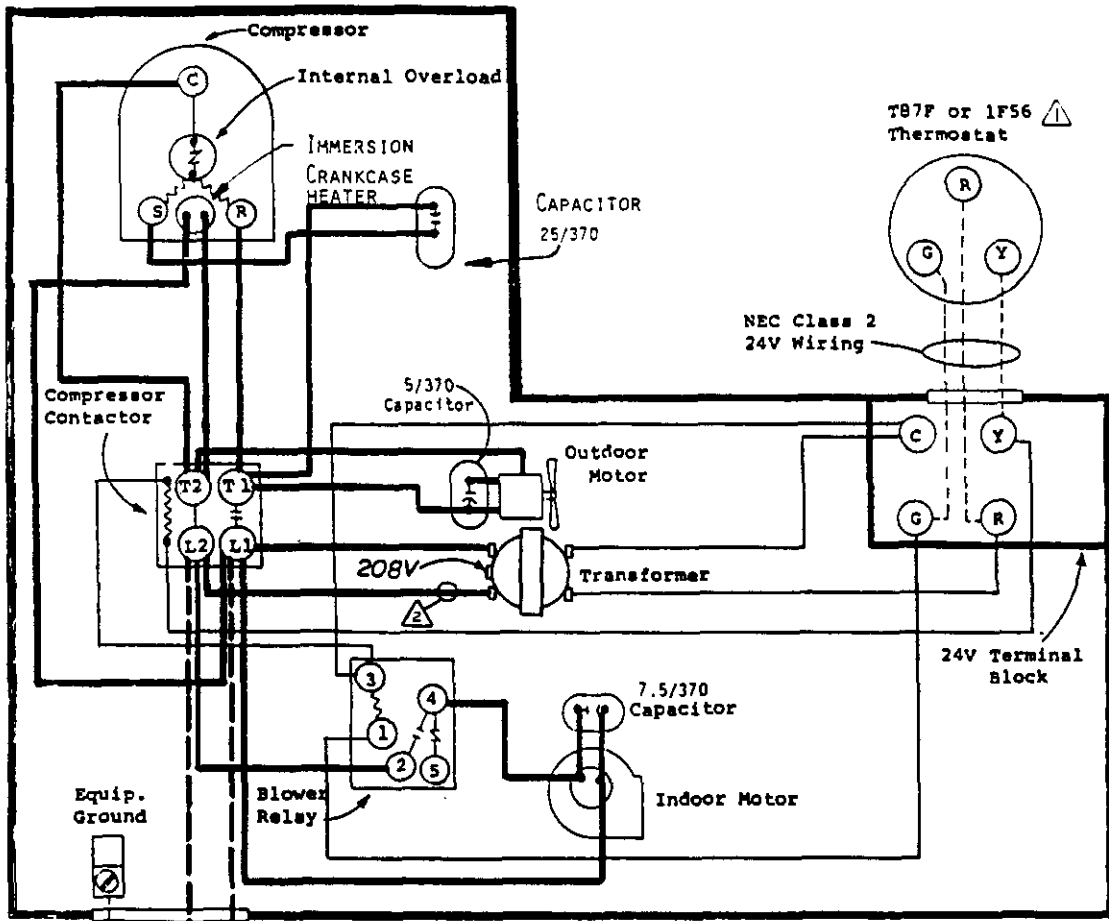 Compressor
C
Internal Overload
IMMERSION
CRANKCASE
HEATER
S
R
CAPACITOR
25/370
T87F or 1F56 1
Thermostat
R
G
Y
NEC Class 2
24V Wiring
Compressor
Contactor
5/370
Capacitor
Outdoor
Motor
C
Y
T2
T1
G
R
L2
L1
208V
Transformer
2
24V Terminal
Block
3
4
1
2
5
7.5/370
Capacitor
Equip.
Ground
Blower
Relay
Indoor Motor